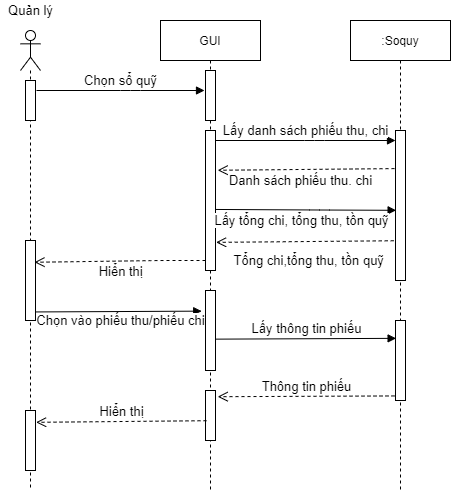 Quản lý
GUI
:Soquy
Chọn sổ quỹ
Lấy danh sách phiếu thu, chi
Danh sách phiếu thu. chi
Lấy tổng chi, tổng thu, tồn quỹ
Tổng chi,tổng thu, tồn quỹ
Hiển thị
Chọn vào phiếu thu/phiếu chi
Lấy thông tin phiếu
Thông tin phiếu
Hiển thị